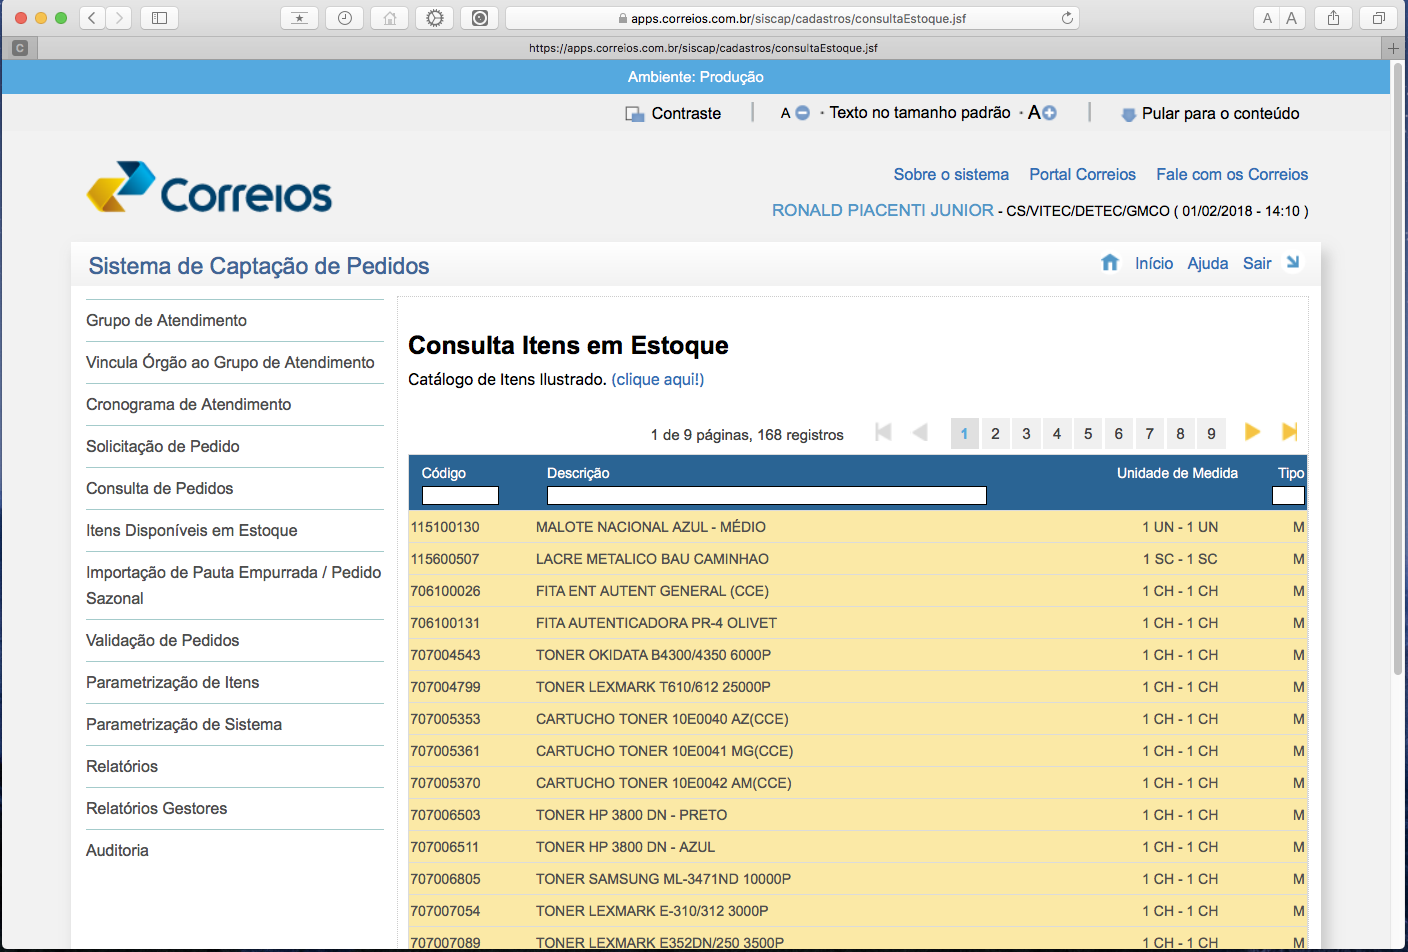 apps.correios.com.br/siscap/cadastros/consultaEstoque.jsf
A A
C
https://apps.correios.com.br/siscap/cadastros/consultaEstoque.jsf
Ambiente: Produção
Contraste | A · Texto no tamanho padrão · A | Pular para o conteúdo
Correios
Sobre o sistema Portal Correios Fale com os Correios
RONALD PIACENTI JUNIOR - CS/VITEC/DETEC/GMCO ( 01/02/2018 - 14:10 )
Sistema de Captação de Pedidos
Início Ajuda Sair
Grupo de Atendimento
Vincula Órgão ao Grupo de Atendimento
Cronograma de Atendimento
Solicitação de Pedido
Consulta de Pedidos
Itens Disponíveis em Estoque
Importação de Pauta Empurrada / Pedido
Sazonal
Validação de Pedidos
Parametrização de Itens
Parametrização de Sistema
Relatórios
Relatórios Gestores
Auditoria
Consulta Itens em Estoque
Catálogo de Itens Ilustrado. (clique aqui!)
1 de 9 páginas, 168 registros 1 2 3 4 5 6 7 8 9
Código Descrição Unidade de Medida Tipo
115100130 MALOTE NACIONAL AZUL - MÉDIO 1 UN - 1 UN M
115600507 LACRE METALICO BAU CAMINHAO 1 SC - 1 SC M
706100026 FITA ENT AUTENT GENERAL (CCE) 1 CH - 1 CH M
706100131 FITA AUTENTICADORA PR-4 OLIVET 1 CH - 1 CH M
707004543 TONER OKIDATA B4300/4350 6000P 1 CH - 1 CH M
707004799 TONER LEXMARK T610/612 25000P 1 CH - 1 CH M
707005353 CARTUCHO TONER 10E0040 AZ(CCE) 1 CH - 1 CH M
707005361 CARTUCHO TONER 10E0041 MG(CCE) 1 CH - 1 CH M
707005370 CARTUCHO TONER 10E0042 AM(CCE) 1 CH - 1 CH M
707006503 TONER HP 3800 DN - PRETO 1 CH - 1 CH M
707006511 TONER HP 3800 DN - AZUL 1 CH - 1 CH M
707006805 TONER SAMSUNG ML-3471ND 10000P 1 CH - 1 CH M
707007054 TONER LEXMARK E-310/312 3000P 1 CH - 1 CH M
707007089 TONER LEXMARK E352DN/250 3500P 1 CH - 1 CH M